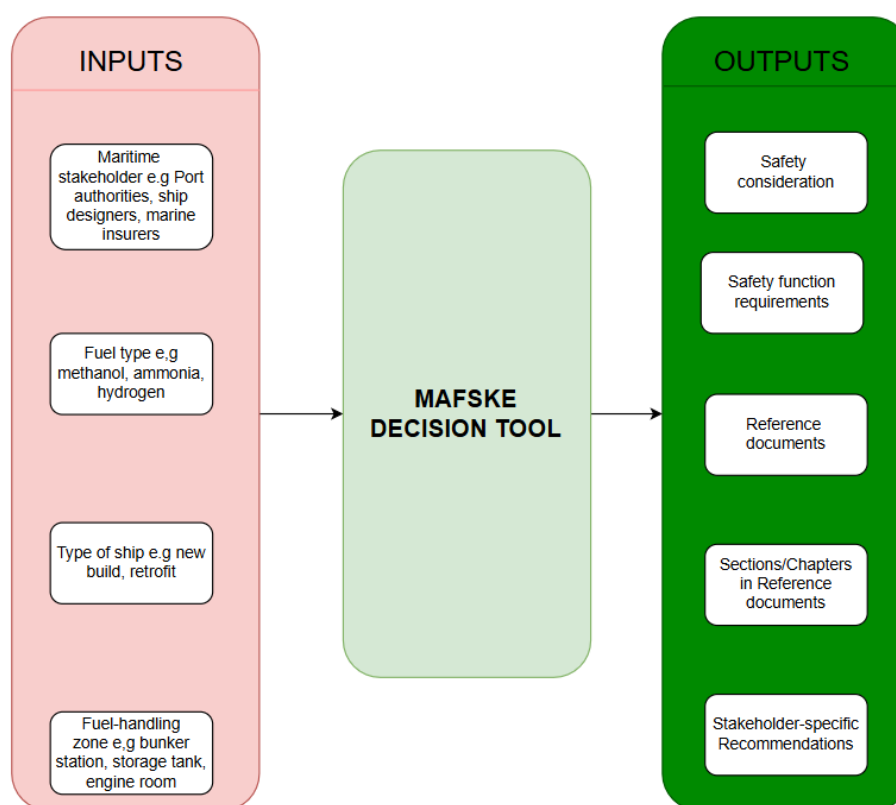 INPUTS
Maritime
stakeholder e.g Port
authorities, ship
designers, marine
insurers
Fuel type e,g
methanol, ammonia,
hydrogen
Type of ship e.g new
build, retrofit
Fuel-handling
zone e,g bunker
station, storage tank,
engine room
MAFSKE
DECISION TOOL
OUTPUTS
Safety
consideration
Safety function
requirements
Reference
documents
Sections/Chapters
in Reference
documents
Stakeholder-specific
Recommendations